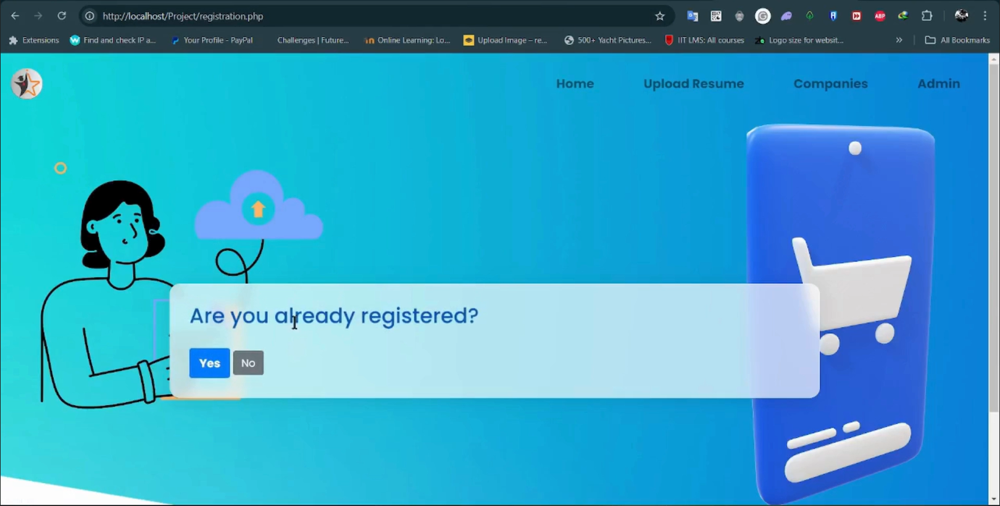 http://localhost/Project/registration.php
Extensions Find and check IP a... Your Profile - PayPal Challenges | Future... Online Learning: Lo... Upload Image – re... 500+ Yacht Pictures... IIT LMS: All courses Logo size for websit... » All Bookmarks
Home Upload Resume Companies Admin
Are you already registered?
Yes No